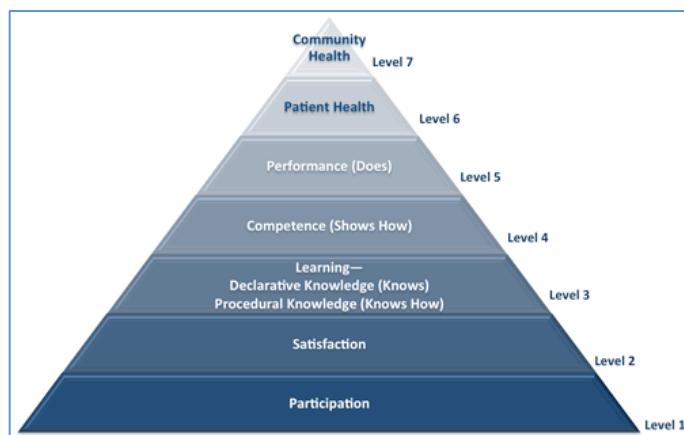 Community
Health
Level 7
Patient Health
Level 6
Performance (Does)
Level 5
Competence (Shows How)
Level 4
Learning—
Declarative Knowledge (Knows)
Procedural Knowledge (Knows How)
Level 3
Satisfaction
Level 2
Participation
Level 1